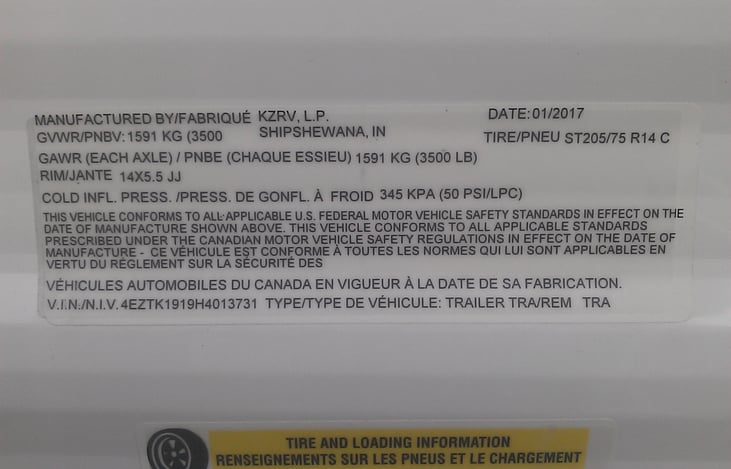 MANUFACTURED BY/FABRIQUÉ KZRV, L.P. DATE: 01/2017
GVWR/PNBV: 1591 KG (3500 SHIPSHEWANA, IN TIRE/PNEU ST205/75 R14 C
GAWR (EACH AXLE) / PNBE (CHAQUE ESSIEU) 1591 KG (3500 LB)
RIM/JANTE 14X5.5 JJ
COLD INFL. PRESS. /PRESS. DE GONFL. À FROID 345 KPA (50 PSI/LPC)
THIS VEHICLE CONFORMS TO ALL APPLICABLE U.S. FEDERAL MOTOR VEHICLE SAFETY STANDARDS IN EFFECT ON THE
DATE OF MANUFACTURE SHOWN ABOVE. THIS VEHICLE CONFORMS TO ALL APPLICABLE STANDARDS
PRESCRIBED UNDER THE CANADIAN MOTOR VEHICLE SAFETY REGULATIONS IN EFFECT ON THE DATE OF
MANUFACTURE - CE VÉHICULE EST CONFORME À TOUTES LES NORMES QUI LUI SONT APPLICABLES EN
VERTU DU RÈGLEMENT SUR LA SÉCURITÉ DES
VÉHICULES AUTOMOBILES DU CANADA EN VIGUEUR À LA DATE DE SA FABRICATION.
V.I.N./N.I.V. 4EZTK1919H4013731 TYPE/TYPE DE VÉHICULE: TRAILER TRA/REM TRA
TIRE AND LOADING INFORMATION
RENSEIGNEMENTS SUR LES PNEUS ET LE CHARGEMENT